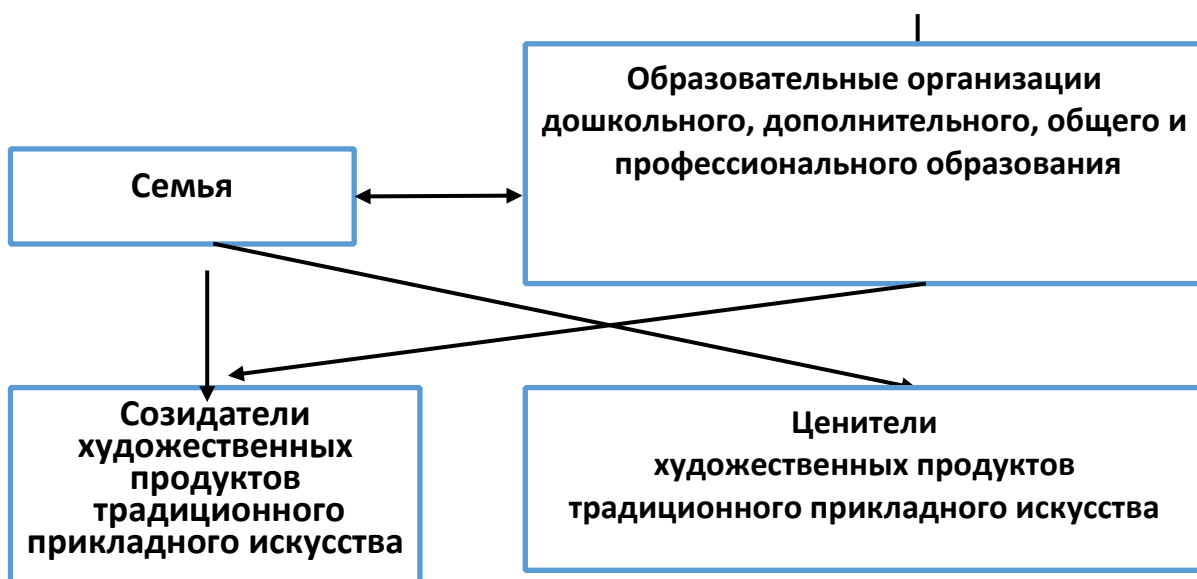 Образовательные организации
дошкольного, дополнительного, общего и
профессионального образования
Семья
Созидатели
художественных
продуктов
традиционного
прикладного искусства
Ценители
художественных продуктов
традиционного прикладного искусства